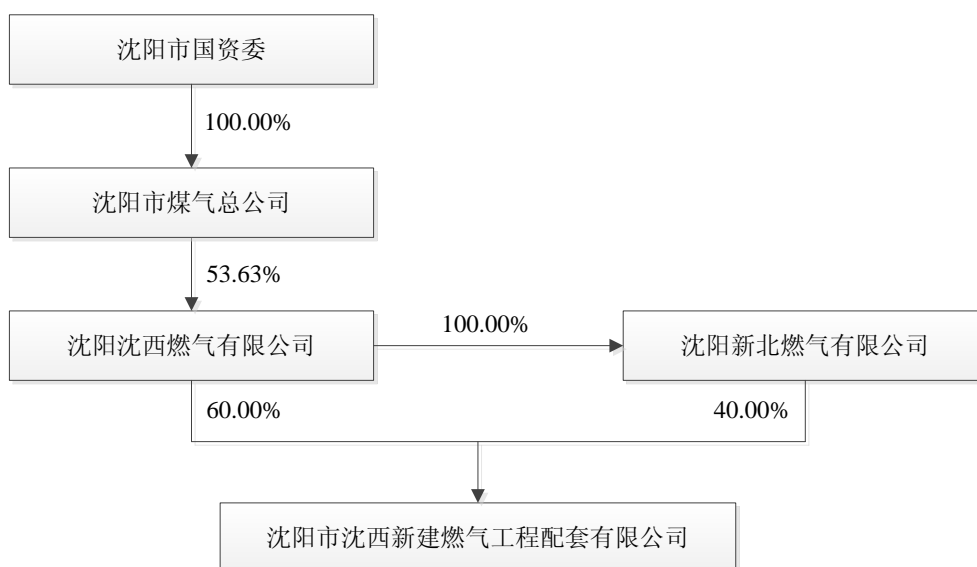 沈阳市国资委
100.00%
沈阳市煤气总公司
53.63%
沈阳沈西燃气有限公司
100.00%
沈阳新北燃气有限公司
60.00%
40.00%
沈阳市沈西新建燃气工程配套有限公司